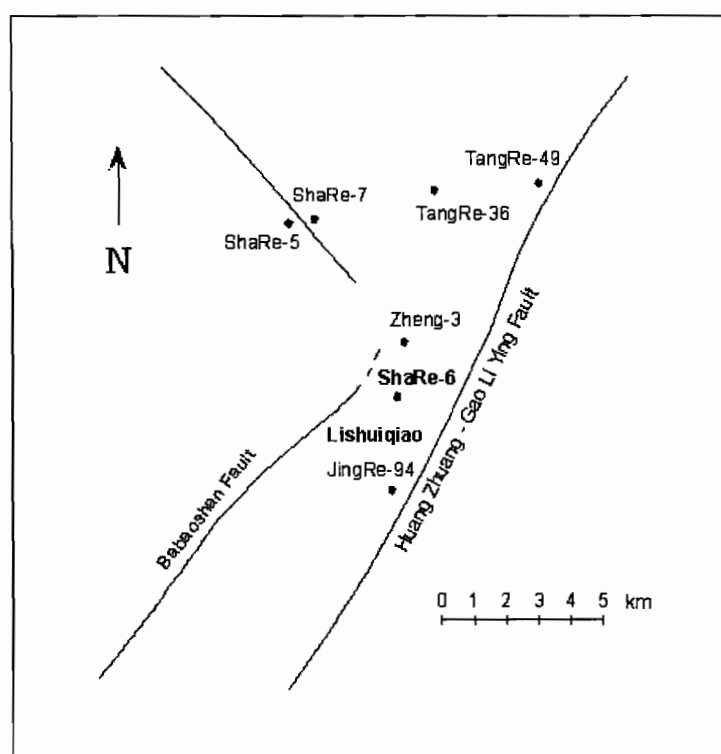 TangRe-49
ShaRe-7
TangRe-36
ShaRe-5
N
Zheng-3
ShaRe-6
Lishuiqiao
JingRe-94
Babaoshan Fault
Huang Zhuang - Gao Li Ying Fault
0 1 2 3 4 5 km